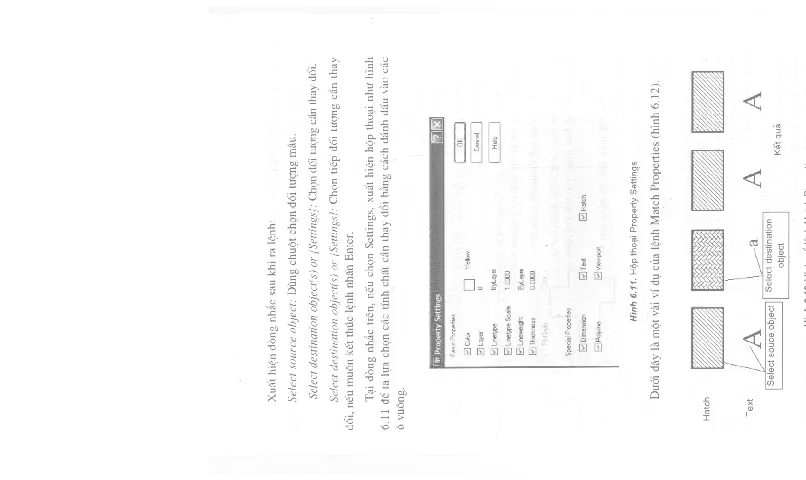 Xuất hiện dòng nhắc sau khi ra lệnh:
Select source object: Dùng chuột chọn đối tượng mẫu.
Select destination object(s) or [Settings]: Chọn đối tượng cần thay đổi.
Select destination object(s) or [Settings]: Chọn tiếp đối tượng cần thay
đổi, nếu muốn kết thúc lệnh nhấn Enter.
Tại dòng nhắc trên, nếu chọn Settings, xuất hiện hộp thoại như hình
6.11 để ta lựa chọn các tính chất cần thay đổi bằng cách đánh dấu vào các
ô vuông.
Property Settings
Basic Properties
Color Yellow
Layer 0
Linetype ByLayer
Linetype Scale 1.0000
Lineweight ByLayer
Thickness 0.0000
OK
Cancel
Help
Special Properties
Dimension Text Hatch
Polyline Viewport
Hình 6.11. Hộp thoại Property Settings
Dưới đây là một vài ví dụ của lệnh Match Properties (hình 6.12).
Hatch
Text A a A A
Select souce object
Select destination
object
Kết quả